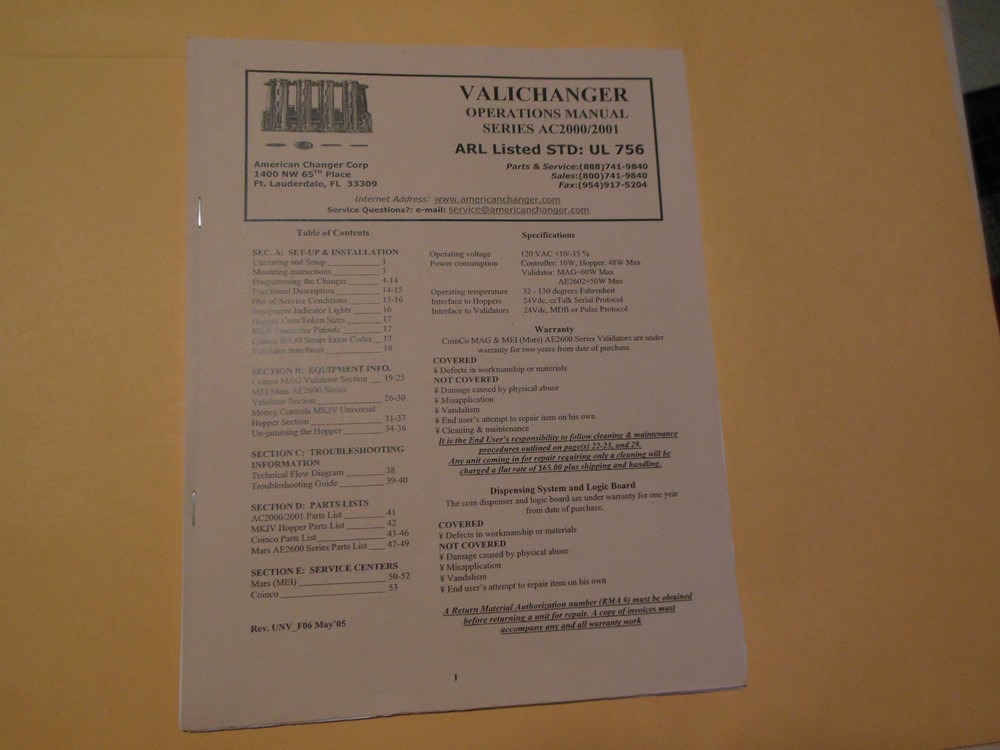 VALICHANGER
OPERATIONS MANUAL
SERIES AC2000/2001
ARL Listed STD: UL 756
Parts & Service:(888)741-9840
Sales:(800)741-9840
Fax:(954)917-5204
American Changer Corp
1400 NW 65TH Place
Ft. Lauderdale, FL 33309
Internet Address: www.americanchanger.com
Service Questions?: e-mail: service@americanchanger.com
Table of Contents
SEC. A: SET-UP & INSTALLATION
Uncrating and Setup 3
Mounting instructions 3
Programming the Changer 4-14
Functional Description 14-15
Out-of-Service Conditions 15-16
Equipment Indicator Lights 16
Hopper Coin/Token Sizes 17
Connector Pinouts 17
Coinco Series Error Codes 17
Validator Interfaces 18
SECTION B: EQUIPMENT INFO.
Coinco MAG Validator Section 19-25
MEI Mars AE2600 Series
Validator Section 26-30
Money Controls MKIV Universal
Hopper Section 31-37
Un-jamming the Hopper 34-36
SECTION C: TROUBLESHOOTING
INFORMATION
Technical Flow Diagram 38
Troubleshooting Guide 39-40
SECTION D: PARTS LISTS
AC2000/2001 Parts List 41
MKIV Hopper Parts List 42
Coinco Parts List 43-46
Mars AE2600 Series Parts List 47-49
SECTION E: SERVICE CENTERS
Mars (MEI) 50-52
Coinco 53
Rev. UNV_F06 May'05
Specifications
Operating voltage 120 VAC +10/-15 %
Power consumption Controller: 10W, Hopper: 48W Max
Validator: MAG=60W Max
AE2602=50W Max
Operating temperature 32 - 130 degrees Fahrenheit
Interface to Hoppers 24Vdc, ccTalk Serial Protocol
Interface to Validators 24Vdc, MDB or Pulse Protocol
Warranty
CoinCo MAG & MEI (Mars) AE2600 Series Validators are under
warranty for two years from date of purchase.
COVERED
¥ Defects in workmanship or materials
NOT COVERED
¥ Damage caused by physical abuse
¥ Misapplication
¥ Vandalism
¥ End user's attempt to repair item on his own
¥ Cleaning & maintenance
It is the End User's responsibility to follow cleaning & maintenance
procedures outlined on page(s) 22-23, and 29.
Any unit coming in for repair requiring only a cleaning will be
charged a flat rate of $65.00 plus shipping and handling.
Dispensing System and Logic Board
The coin dispenser and logic board are under warranty for one year
from date of purchase.
COVERED
¥ Defects in workmanship or materials
NOT COVERED
¥ Damage caused by physical abuse
¥ Misapplication
¥ Vandalism
¥ End user's attempt to repair item on his own
A Return Material Authorization number (RMA #) must be obtained
before returning a unit for repair. A copy of invoices must
accompany any and all warranty work
1